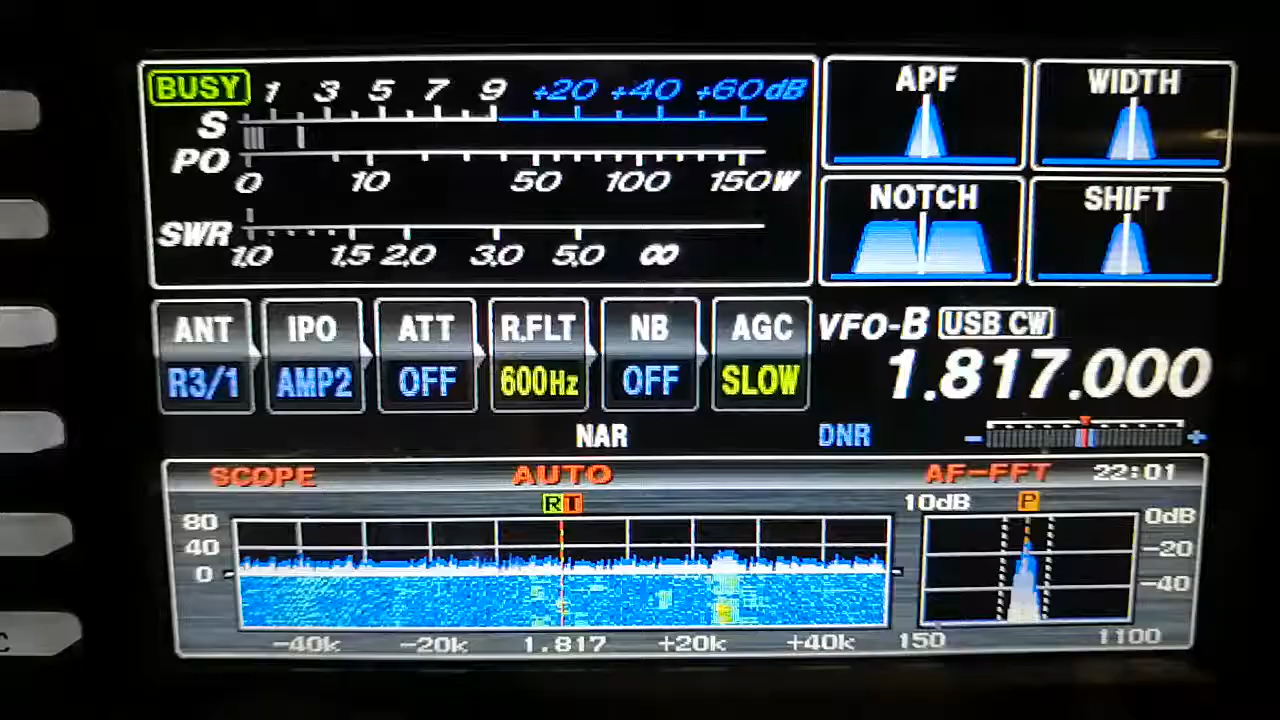 BUSY 1 3 5 7 9 +20 +40 +60dB
S
PO
0 10 50 100 150W
SWR
1.0 1.5 2.0 3.0 5.0 ∞
APF WIDTH
NOTCH SHIFT
ANT IPO ATT R.FLT NB AGC
R3/1 AMP2 OFF 600Hz OFF SLOW
VFO-B USB CW
1.817.000
NAR DNR - +
SCOPE AUTO AF-FFT 22:01
R T 10dB P
80 0dB
40 -20
0 -40
-40k -20k 1.817 +20k +40k 150 1100
C